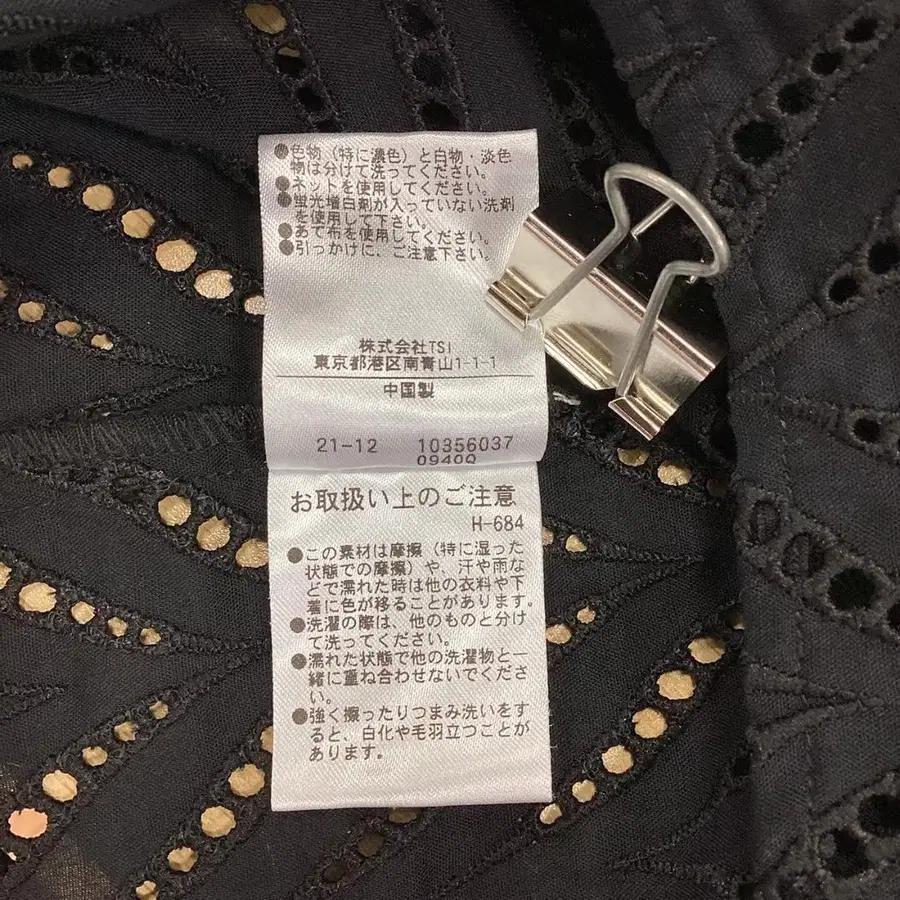 ●色物（特に濃色）と白物・淡色
物は分けて洗ってください。
●ネットを使用してください。
●蛍光増白剤が入っていない洗剤
を使用して下さい。
●あて布を使用してください。
●引っかけに、ご注意下さい。
株式会社TSI
東京都港区南青山1-1-1
中国製
21-12 10356037
0940Q
お取扱い上のご注意
H-684
●この素材は摩擦（特に湿った
状態での摩擦）や、汗や雨な
どで濡れた時は他の衣料や下
着に色が移ることがあります。
●洗濯の際は、他のものと分け
て洗ってください。
●濡れた状態で他の洗濯物と一
緒に重ね合わせないでくださ
い。
●強く擦ったりつまみ洗いをす
ると、白化や毛羽立つことが
あります。